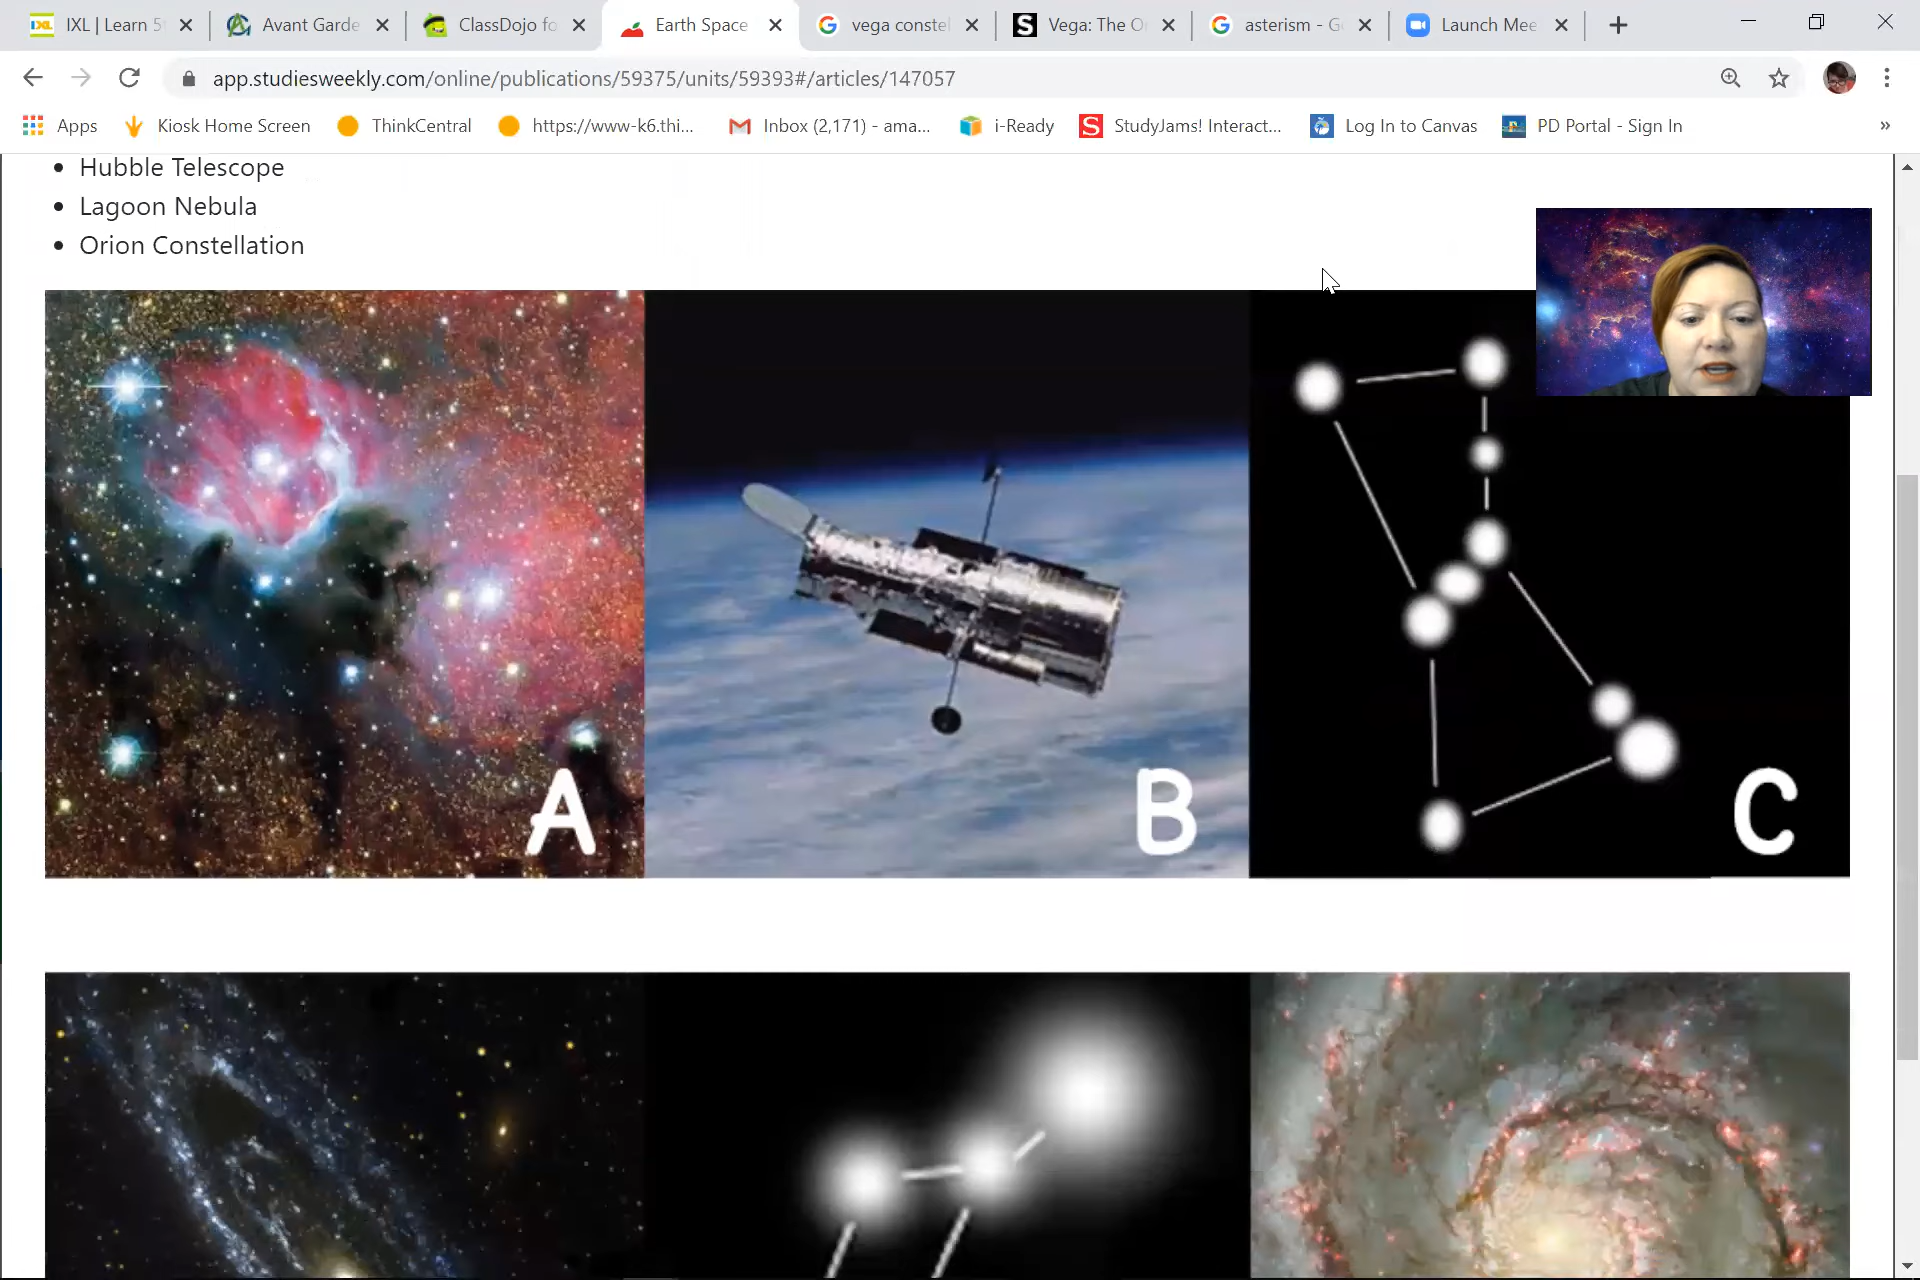 IXL | Learn 5
Avant Garde
ClassDojo fo
Earth Space
vega constel
Vega: The O
asterism - Go
Launch Mee
app.studiesweekly.com/online/publications/59375/units/59393#/articles/147057
Apps
Kiosk Home Screen
ThinkCentral
https://www-k6.thi...
Inbox (2,171) - ama...
i-Ready
StudyJams! Interact...
Log In to Canvas
PD Portal - Sign In
»
• Hubble Telescope
• Lagoon Nebula
• Orion Constellation
A
B
C